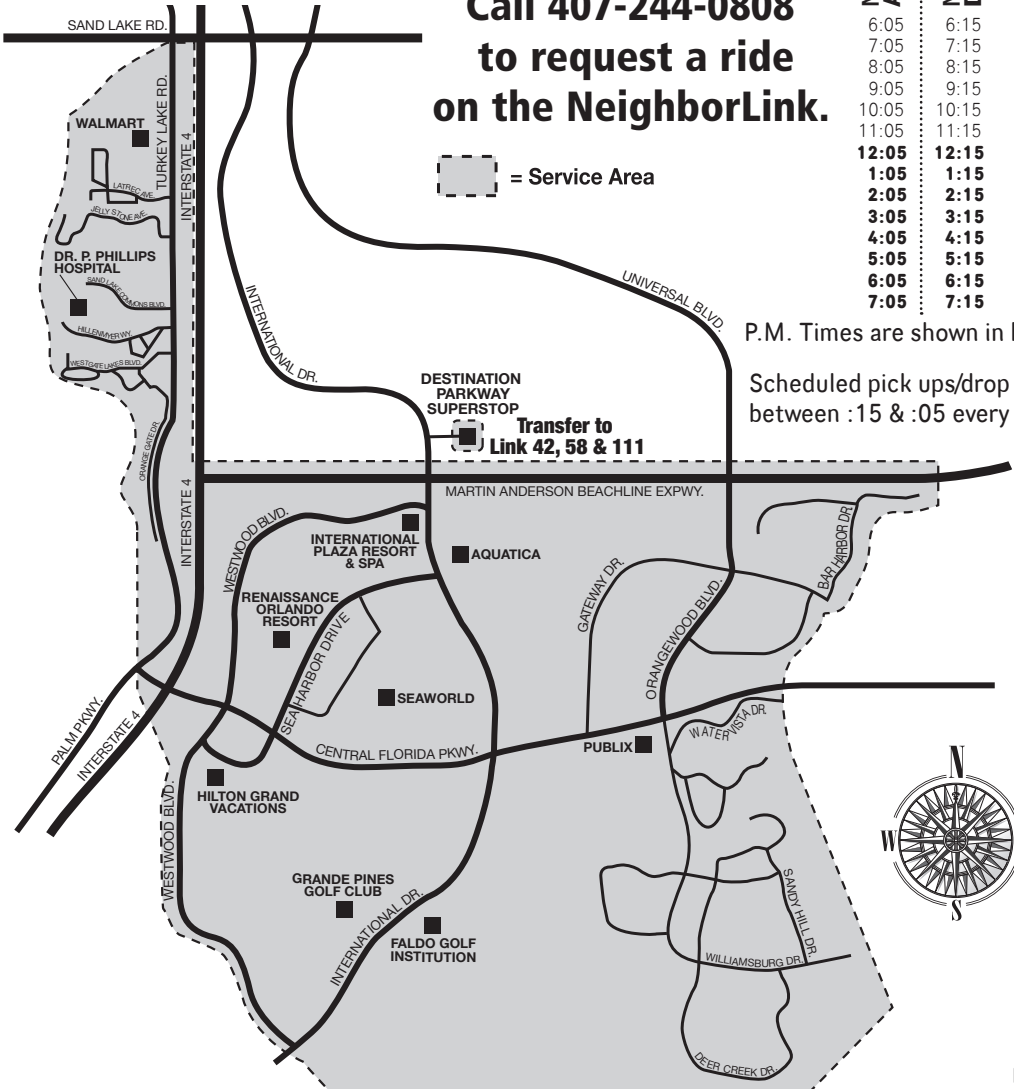 Call 407-244-0808
to request a ride
on the NeighborLink.
= Service Area
6:05 6:15
7:05 7:15
8:05 8:15
9:05 9:15
10:05 10:15
11:05 11:15
12:05 12:15
1:05 1:15
2:05 2:15
3:05 3:15
4:05 4:15
5:05 5:15
6:05 6:15
7:05 7:15
P.M. Times are shown in
Scheduled pick ups/drop
between :15 & :05 every
SAND LAKE RD.
TURKEY LAKE RD.
INTERSTATE 4
WALMART
LATREC AVE.
JELLY STONE AVE.
DR. P. PHILLIPS
HOSPITAL
SAND LAKE COMMONS BLVD.
HILLENMYER WY.
WESTGATE LAKES BLVD.
ORANGE GATE DR.
INTERSTATE 4
INTERNATIONAL DR.
UNIVERSAL BLVD.
DESTINATION
PARKWAY
SUPERSTOP
Transfer to
Link 42, 58 & 111
MARTIN ANDERSON BEACHLINE EXPWY.
WESTWOOD BLVD.
INTERNATIONAL
PLAZA RESORT
& SPA
AQUATICA
RENAISSANCE
ORLANDO
RESORT
SEA HARBOR DRIVE
SEAWORLD
GATEWAY DR.
ORANGEWOOD BLVD.
BAR HARBOR DR.
PALM PKWY.
INTERSTATE 4
CENTRAL FLORIDA PKWY.
PUBLIX
WATERVISTA DR.
HILTON GRAND
VACATIONS
WESTWOOD BLVD.
GRANDE PINES
GOLF CLUB
INTERNATIONAL DR.
FALDO GOLF
INSTITUTION
SANDY HILL DR.
WILLIAMSBURG DR.
DEER CREEK DR.
N
W
S